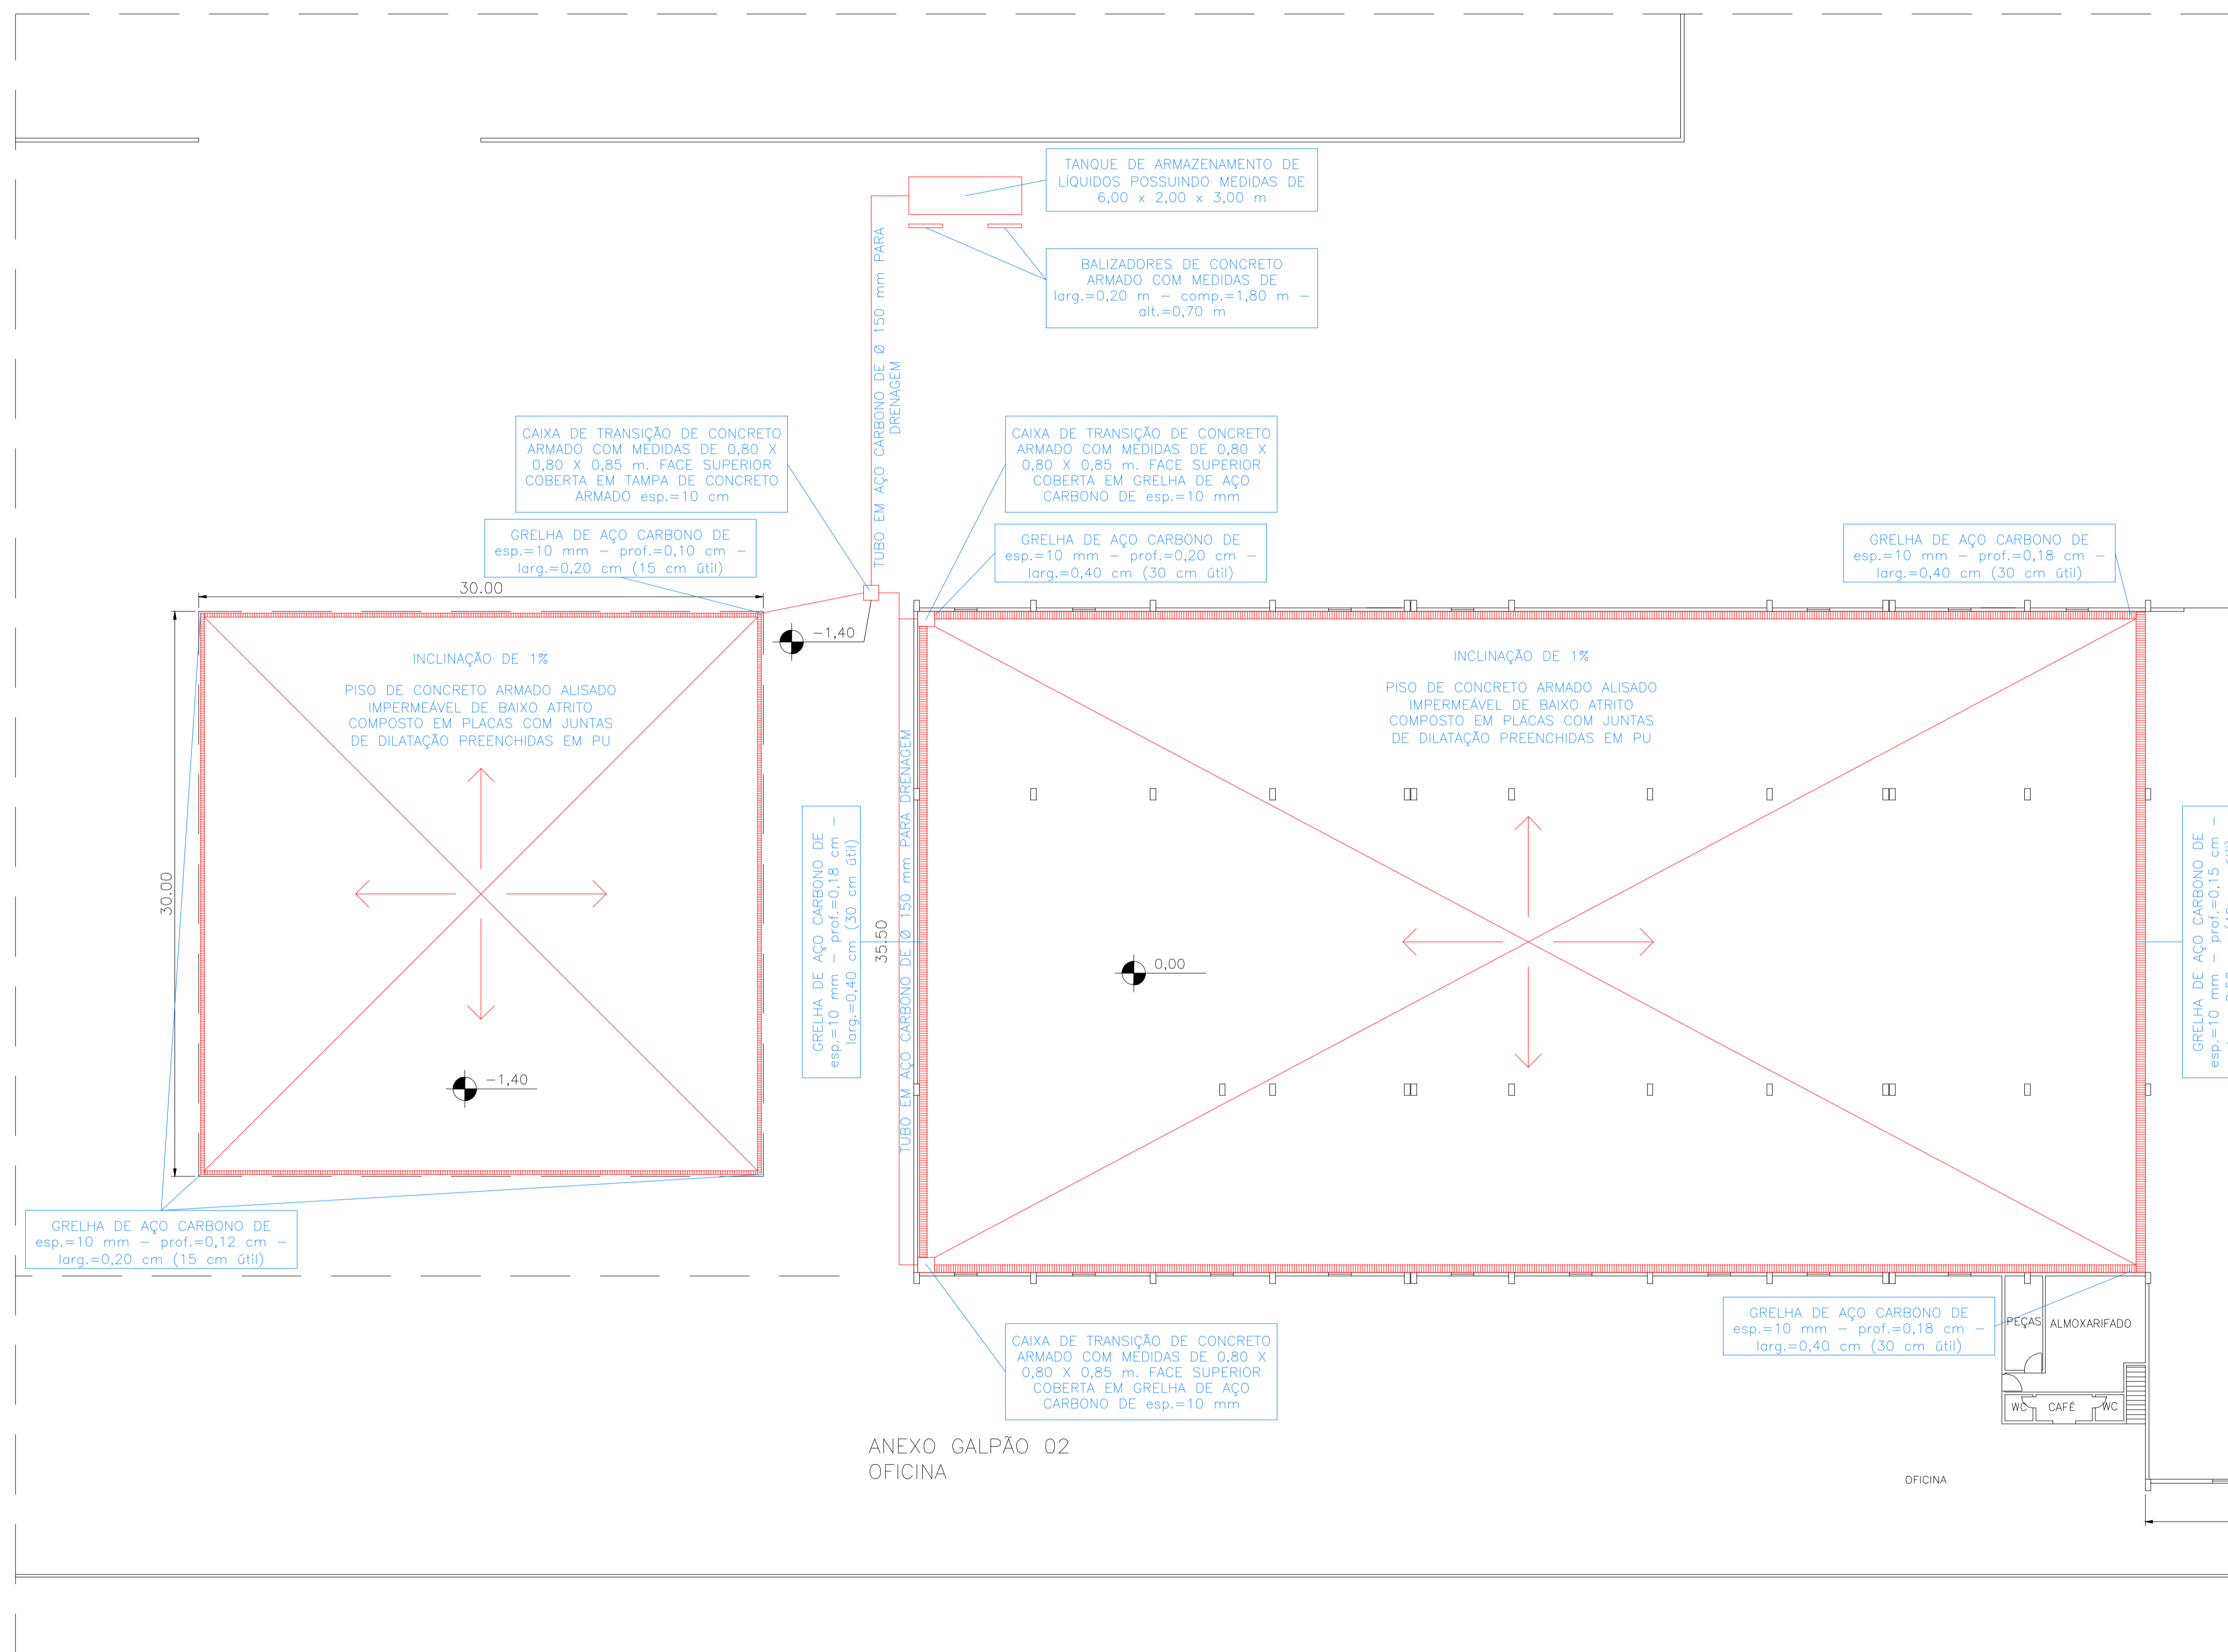 TANQUE DE ARMAZENAMENTO DE
LÍQUIDOS POSSUINDO MEDIDAS DE
6,00 x 2,00 x 3,00 m
BALIZADORES DE CONCRETO
ARMADO COM MEDIDAS DE
larg.=0,20 m – comp.=1,80 m –
alt.=0,70 m
TUBO EM AÇO CARBONO DE Ø 150 mm PARA
DRENAGEM
CAIXA DE TRANSIÇÃO DE CONCRETO
ARMADO COM MEDIDAS DE 0,80 X
0,80 X 0,85 m. FACE SUPERIOR
COBERTA EM TAMPA DE CONCRETO
ARMADO esp.=10 cm
CAIXA DE TRANSIÇÃO DE CONCRETO
ARMADO COM MEDIDAS DE 0,80 X
0,80 X 0,85 m. FACE SUPERIOR
COBERTA EM GRELHA DE AÇO
CARBONO DE esp.=10 mm
GRELHA DE AÇO CARBONO DE
esp.=10 mm – prof.=0,10 cm –
larg.=0,20 cm (15 cm útil)
GRELHA DE AÇO CARBONO DE
esp.=10 mm – prof.=0,20 cm –
larg.=0,40 cm (30 cm útil)
GRELHA DE AÇO CARBONO DE
esp.=10 mm – prof.=0,18 cm –
larg.=0,40 cm (30 cm útil)
30.00
–1,40
INCLINAÇÃO DE 1%
PISO DE CONCRETO ARMADO ALISADO
IMPERMEÁVEL DE BAIXO ATRITO
COMPOSTO EM PLACAS COM JUNTAS
DE DILATAÇÃO PREENCHIDAS EM PU
INCLINAÇÃO DE 1%
PISO DE CONCRETO ARMADO ALISADO
IMPERMEÁVEL DE BAIXO ATRITO
COMPOSTO EM PLACAS COM JUNTAS
DE DILATAÇÃO PREENCHIDAS EM PU
30.00
GRELHA DE AÇO CARBONO DE
esp.=10 mm – prof.=0,18 cm –
larg.=0,40 cm (30 cm útil)
35.50
TUBO EM AÇO CARBONO DE Ø 150 mm PARA DRENAGEM
0,00
GRELHA DE AÇO CARBONO DE
esp.=10 mm – prof.=0,15 cm –
–1,40
GRELHA DE AÇO CARBONO DE
esp.=10 mm – prof.=0,12 cm –
larg.=0,20 cm (15 cm útil)
CAIXA DE TRANSIÇÃO DE CONCRETO
ARMADO COM MEDIDAS DE 0,80 X
0,80 X 0,85 m. FACE SUPERIOR
COBERTA EM GRELHA DE AÇO
CARBONO DE esp.=10 mm
GRELHA DE AÇO CARBONO DE
esp.=10 mm – prof.=0,18 cm –
larg.=0,40 cm (30 cm útil)
PEÇAS
ALMOXARIFADO
WC
CAFÉ
WC
ANEXO GALPÃO 02
OFICINA
OFICINA